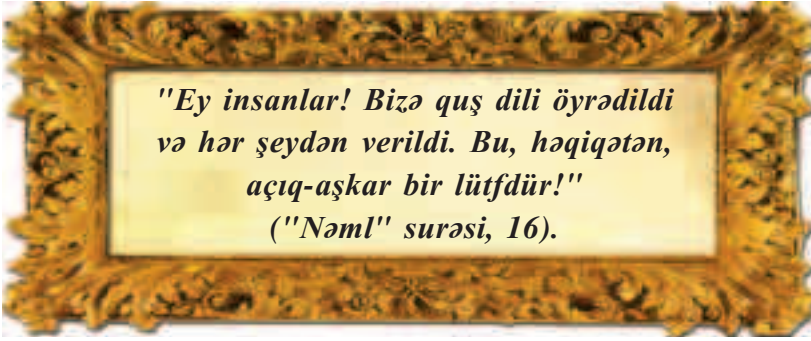 "Ey insanlar! Bizə quş dili öyrədildi
və hər şeydən verildi. Bu, həqiqətən,
açıq-aşkar bir lütfdür!"
("Nəml" surəsi, 16).